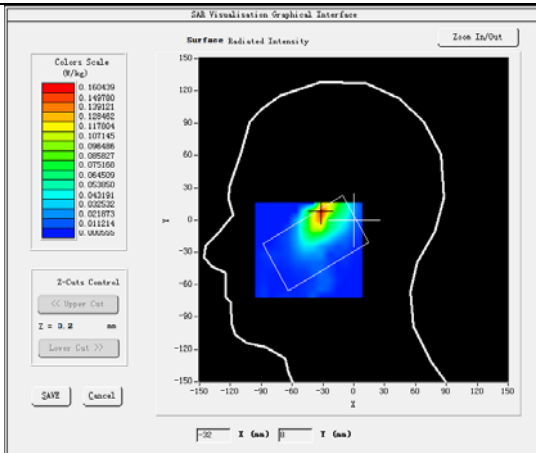 SAR Visualisation Graphical Interface
Surface Radiated Intensity
Zoom In/Out
Colors Scale
(W/kg)
0.160439
0.149780
0.139121
0.128462
0.117804
0.107145
0.096486
0.085827
0.075168
0.064509
0.053850
0.043191
0.032532
0.021873
0.011214
0.000555
150
120
90
60
30
0
-30
-60
-90
-120
-150
Y
-150 -120 -90 -60 -30 0 30 60 90 120 150
X
Z-Cuts Control
<< Upper Cut
Z = 3.2 mm
Lower Cut >>
SAVE Cancel
-32 X (mm) 8 Y (mm)